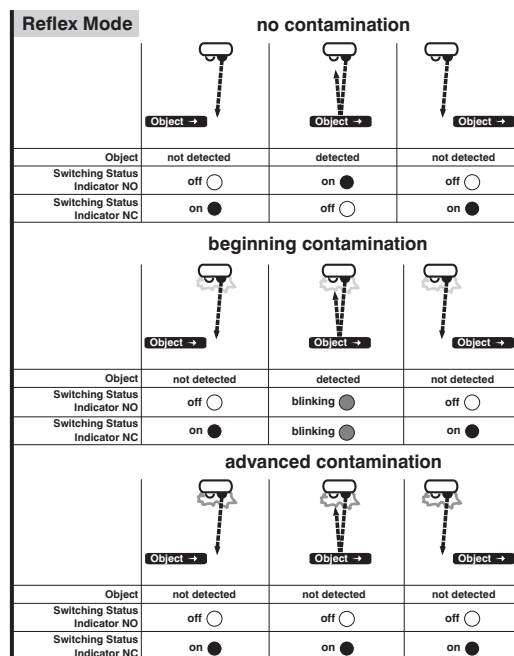 Reflex Mode
no contamination
Object → Object → Object →
Object not detected detected not detected
Switching Status
Indicator NO off on off
Switching Status
Indicator NC on off on
beginning contamination
Object → Object → Object →
Object not detected detected not detected
Switching Status
Indicator NO off blinking off
Switching Status
Indicator NC on blinking on
advanced contamination
Object → Object → Object →
Object not detected not detected not detected
Switching Status
Indicator NO off off off
Switching Status
Indicator NC on on on